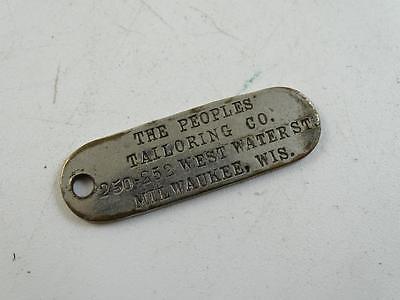 THE PEOPLES
TAILORING CO.
250-252 WEST WATER ST.
MILWAUKEE, WIS.